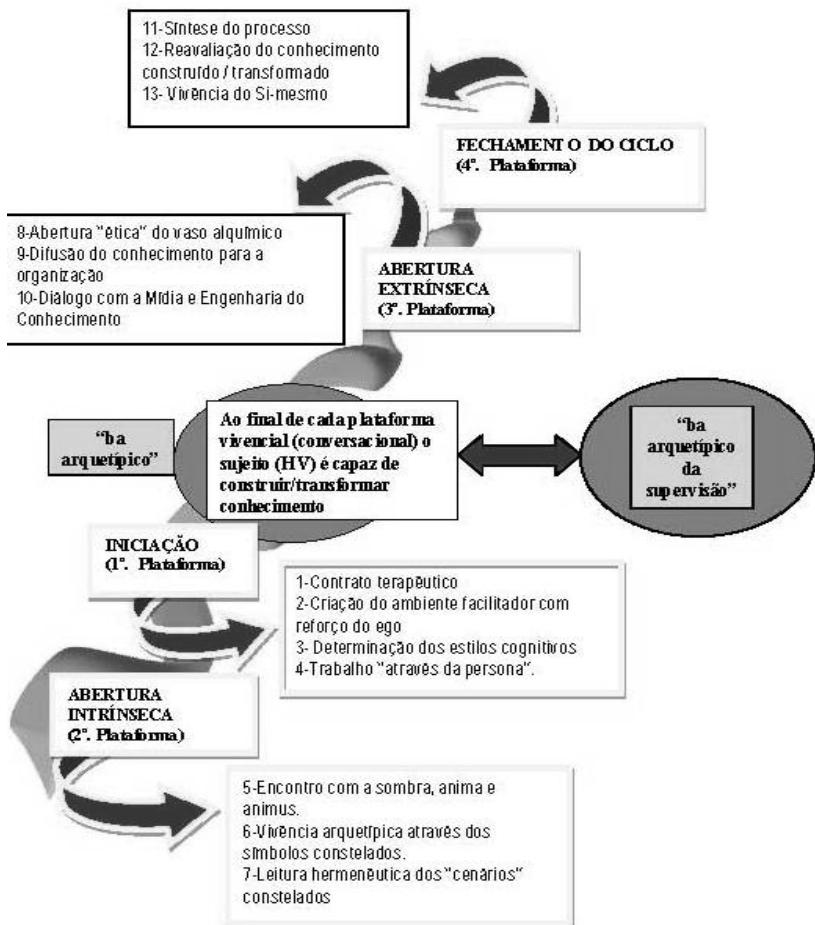 11-Síntese do processo
12-Reavaliação do conhecimento
construído / transformado
13- Vivência do Si-mesmo
FECHAMENTO DO CICLO
(4ª. Plataforma)
8-Abertura "ética" do vaso alquímico
9-Difusão do conhecimento para a
organização
10-Diálogo com a Mídia e Engenharia do
Conhecimento
ABERTURA
EXTRÍNSECA
(3ª. Plataforma)
"ba
arquetípico"
Ao final de cada plataforma
vivencial (conversacional) o
sujeito (HV) é capaz de
construir/transformar
conhecimento
"ba
arquetípico
da
supervisão"
INICIAÇÃO
(1ª. Plataforma)
1-Contrato terapêutico
2-Criação do ambiente facilitador com
reforço do ego
3- Determinação dos estilos cognitivos
4-Trabalho "através da persona".
ABERTURA
INTRÍNSECA
(2ª. Plataforma)
5-Encontro com a sombra, anima e
animus.
6-Vivência arquetípica através dos
símbolos constelados.
7-Leitura hermenêutica dos "cenários"
constelados